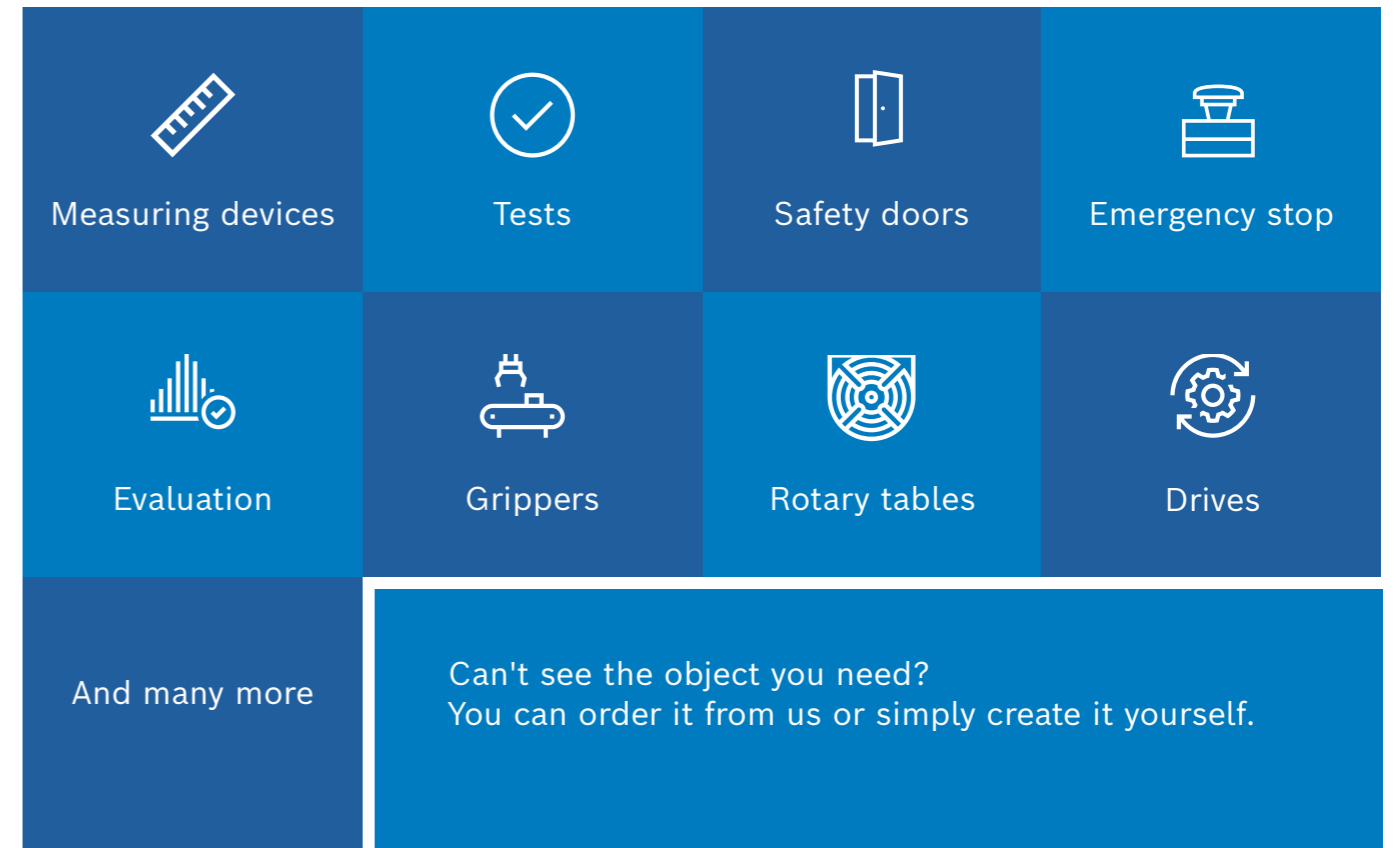 Measuring devices
Tests
Safety doors
Emergency stop
Evaluation
Grippers
Rotary tables
Drives
And many more
Can't see the object you need?
You can order it from us or simply create it yourself.